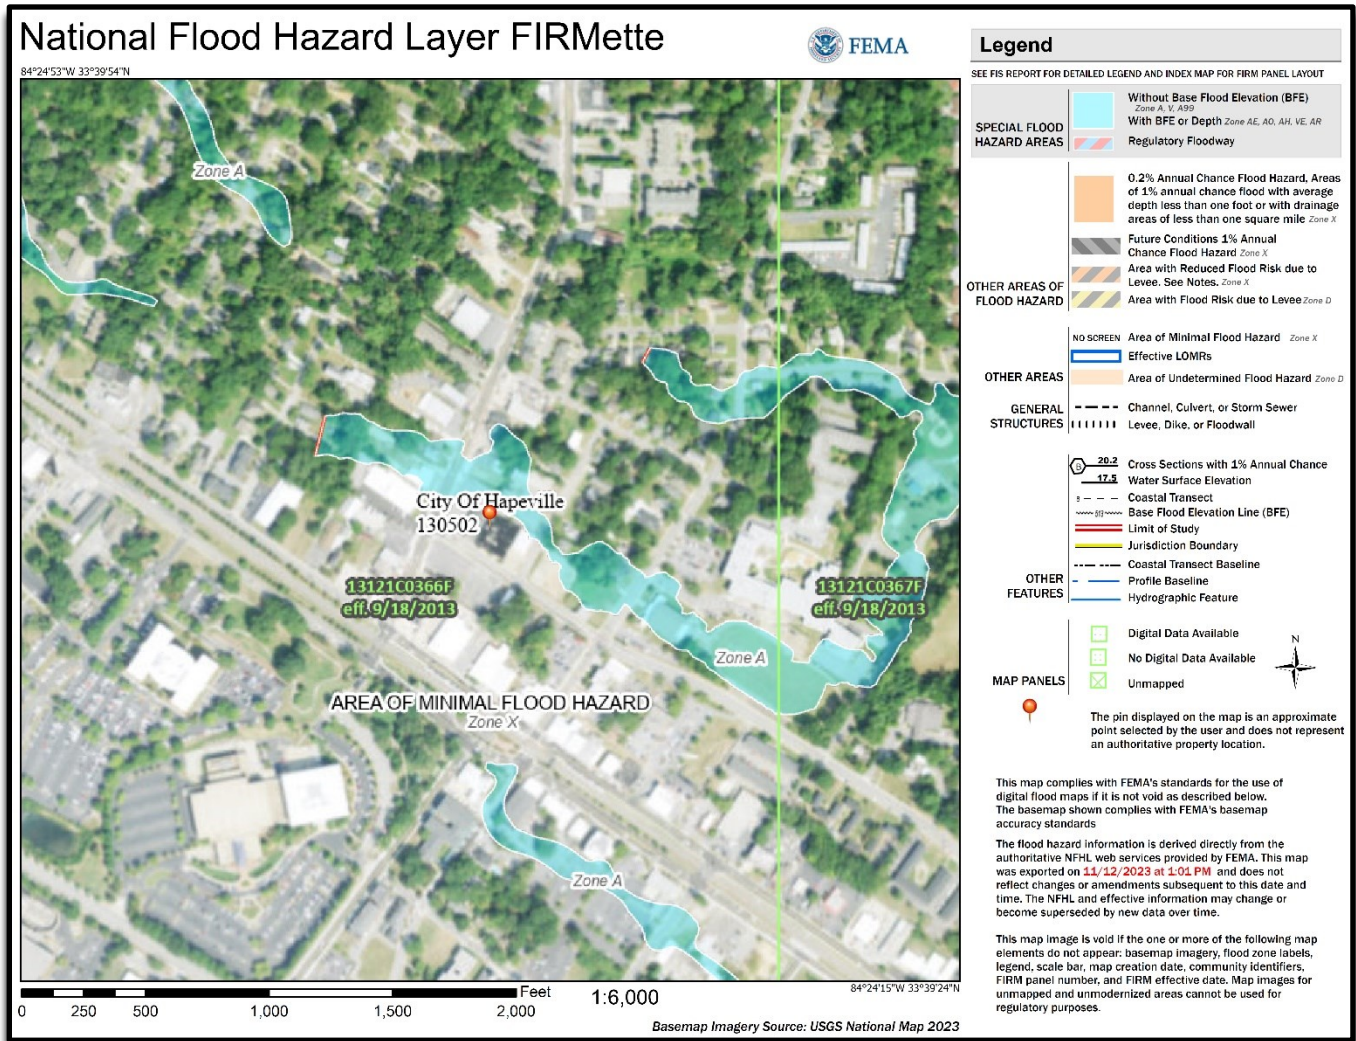 National Flood Hazard Layer FIRMette
FEMA
84°24'53"W 33°39'54"N
Zone A
City Of Hapeville
130502
13121C0366F
eff. 9/18/2013
13121C0367F
eff. 9/18/2013
Zone A
AREA OF MINIMAL FLOOD HAZARD
Zone X
Zone A
84°24'15"W 33°39'24"N
0 250 500 1,000 1,500 2,000
Feet
1:6,000
Basemap Imagery Source: USGS National Map 2023
Legend
SEE FIS REPORT FOR DETAILED LEGEND AND INDEX MAP FOR FIRM PANEL LAYOUT
SPECIAL FLOOD
HAZARD AREAS
Without Base Flood Elevation (BFE)
Zone A, V, A99
With BFE or Depth Zone AE, AO, AH, VE, AR
Regulatory Floodway
OTHER AREAS OF
FLOOD HAZARD
0.2% Annual Chance Flood Hazard, Areas
of 1% annual chance flood with average
depth less than one foot or with drainage
areas of less than one square mile Zone X
Future Conditions 1% Annual
Chance Flood Hazard Zone X
Area with Reduced Flood Risk due to
Levee. See Notes. Zone X
Area with Flood Risk due to Levee Zone D
OTHER AREAS
NO SCREEN Area of Minimal Flood Hazard Zone X
Effective LOMRs
Area of Undetermined Flood Hazard Zone D
GENERAL
STRUCTURES
Channel, Culvert, or Storm Sewer
Levee, Dike, or Floodwall
OTHER
FEATURES
B 20.2 Cross Sections with 1% Annual Chance
17.5 Water Surface Elevation
8 Coastal Transect
513 Base Flood Elevation Line (BFE)
Limit of Study
Jurisdiction Boundary
Coastal Transect Baseline
Profile Baseline
Hydrographic Feature
MAP PANELS
Digital Data Available
No Digital Data Available
Unmapped
N
The pin displayed on the map is an approximate
point selected by the user and does not represent
an authoritative property location.
This map complies with FEMA's standards for the use of
digital flood maps if it is not void as described below.
The basemap shown complies with FEMA's basemap
accuracy standards
The flood hazard information is derived directly from the
authoritative NFHL web services provided by FEMA. This map
was exported on 11/12/2023 at 1:01 PM and does not
reflect changes or amendments subsequent to this date and
time. The NFHL and effective information may change or
become superseded by new data over time.
This map image is void if the one or more of the following map
elements do not appear: basemap imagery, flood zone labels,
legend, scale bar, map creation date, community identifiers,
FIRM panel number, and FIRM effective date. Map images for
unmapped and unmodernized areas cannot be used for
regulatory purposes.